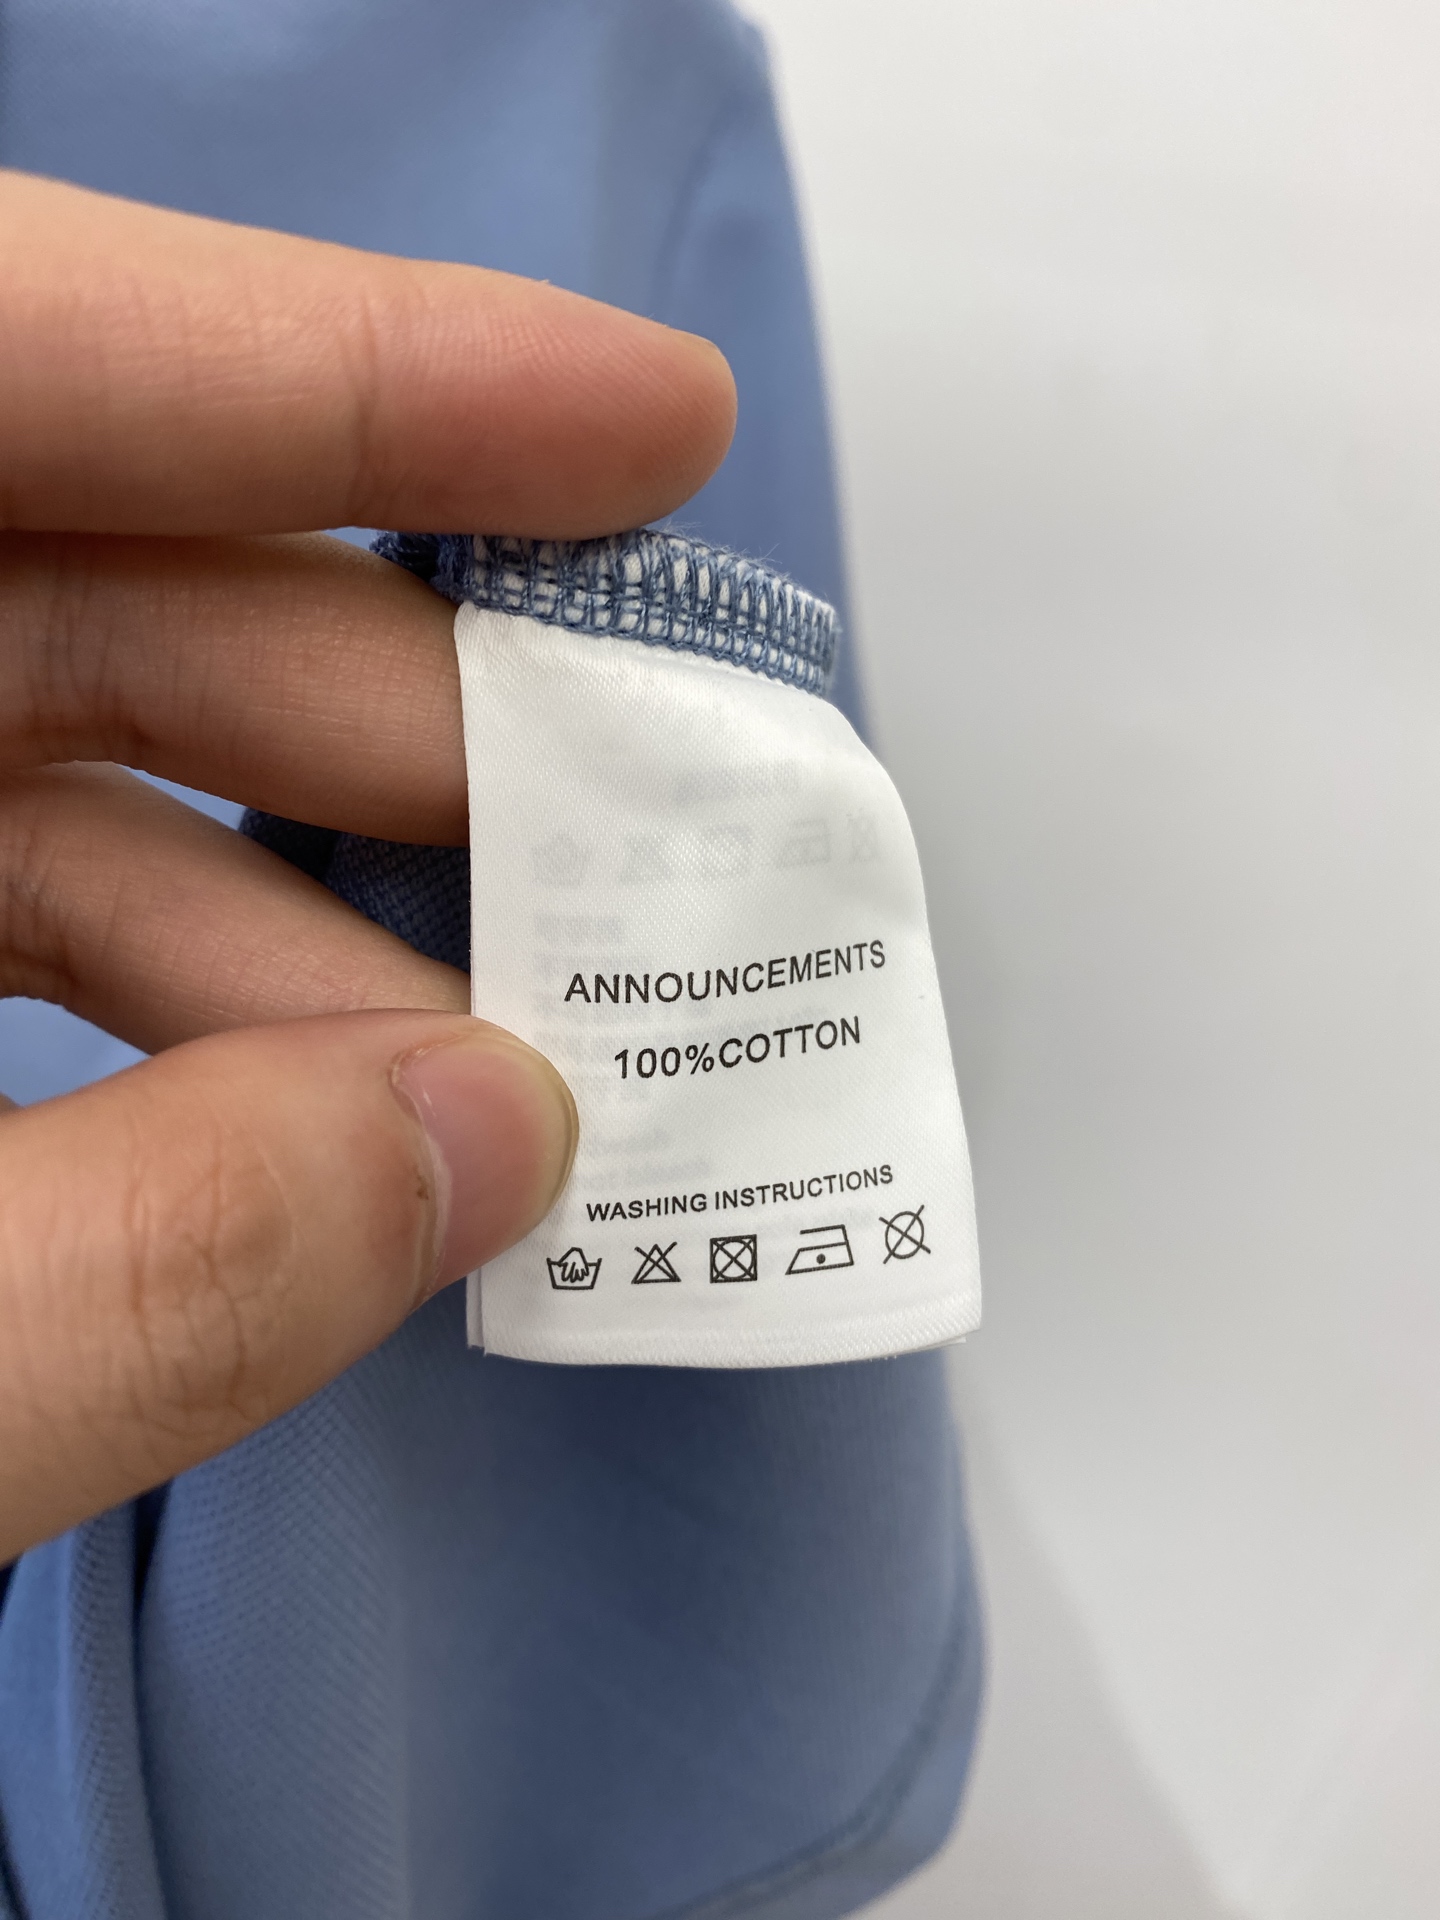 ANNOUNCEMENTS
100%COTTON
WASHING INSTRUCTIONS